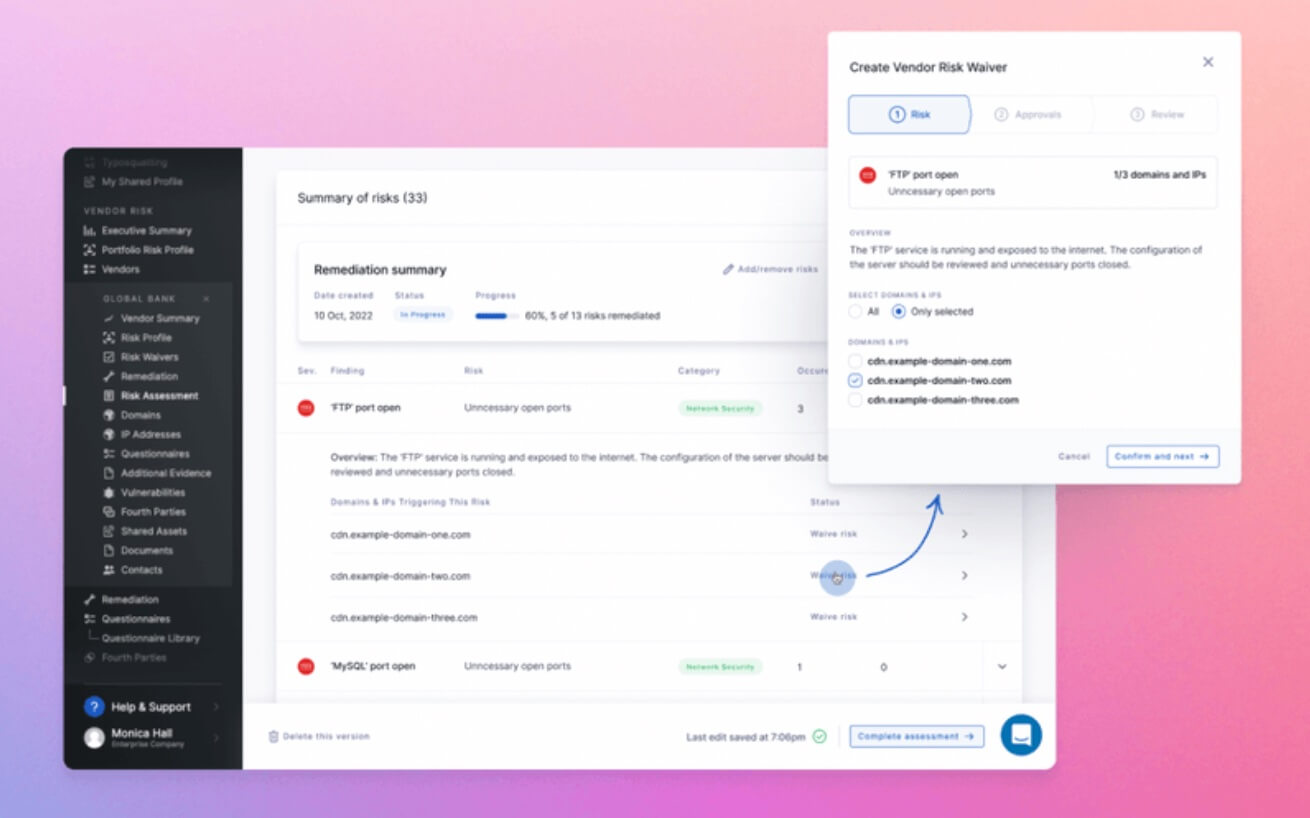 Typosquatting
My Shared Profile
VENDOR RISK
Executive Summary
Portfolio Risk Profile
Vendors
GLOBAL BANK
Vendor Summary
Risk Profile
Risk Waivers
Remediation
Risk Assessment
Domains
IP Addresses
Questionnaires
Additional Evidence
Vulnerabilities
Fourth Parties
Shared Assets
Documents
Contacts
Remediation
Questionnaires
Questionnaire Library
Fourth Parties
? Help & Support
Monica Hall
Enterprise Company
Summary of risks (33)
Remediation summary
Add/remove risks
Date created Status Progress
10 Oct, 2022 In Progress 60%, 5 of 13 risks remediated
Sev. Finding Risk Category
'FTP' port open Unncessary open ports Network Security 3
Overview: The 'FTP' service is running and exposed to the internet. The configuration of the server should be
reviewed and unnecessary ports closed.
Domains & IPs Triggering This Risk Status
cdn.example-domain-one.com Waive risk
cdn.example-domain-two.com Waive risk
cdn.example-domain-three.com Waive risk
'MySQL' port open Unncessary open ports Network Security 1 0
Delete this version Last edit saved at 7:06pm Complete assessment →
Create Vendor Risk Waiver
1 Risk 2 Approvals 3 Review
'FTP' port open 1/3 domains and IPs
Unncessary open ports
OVERVIEW
The 'FTP' service is running and exposed to the internet. The configuration of
the server should be reviewed and unnecessary ports closed.
SELECT DOMAINS & IPS
All Only selected
DOMAINS & IPS
cdn.example-domain-one.com
cdn.example-domain-two.com
cdn.example-domain-three.com
Cancel Confirm and next →